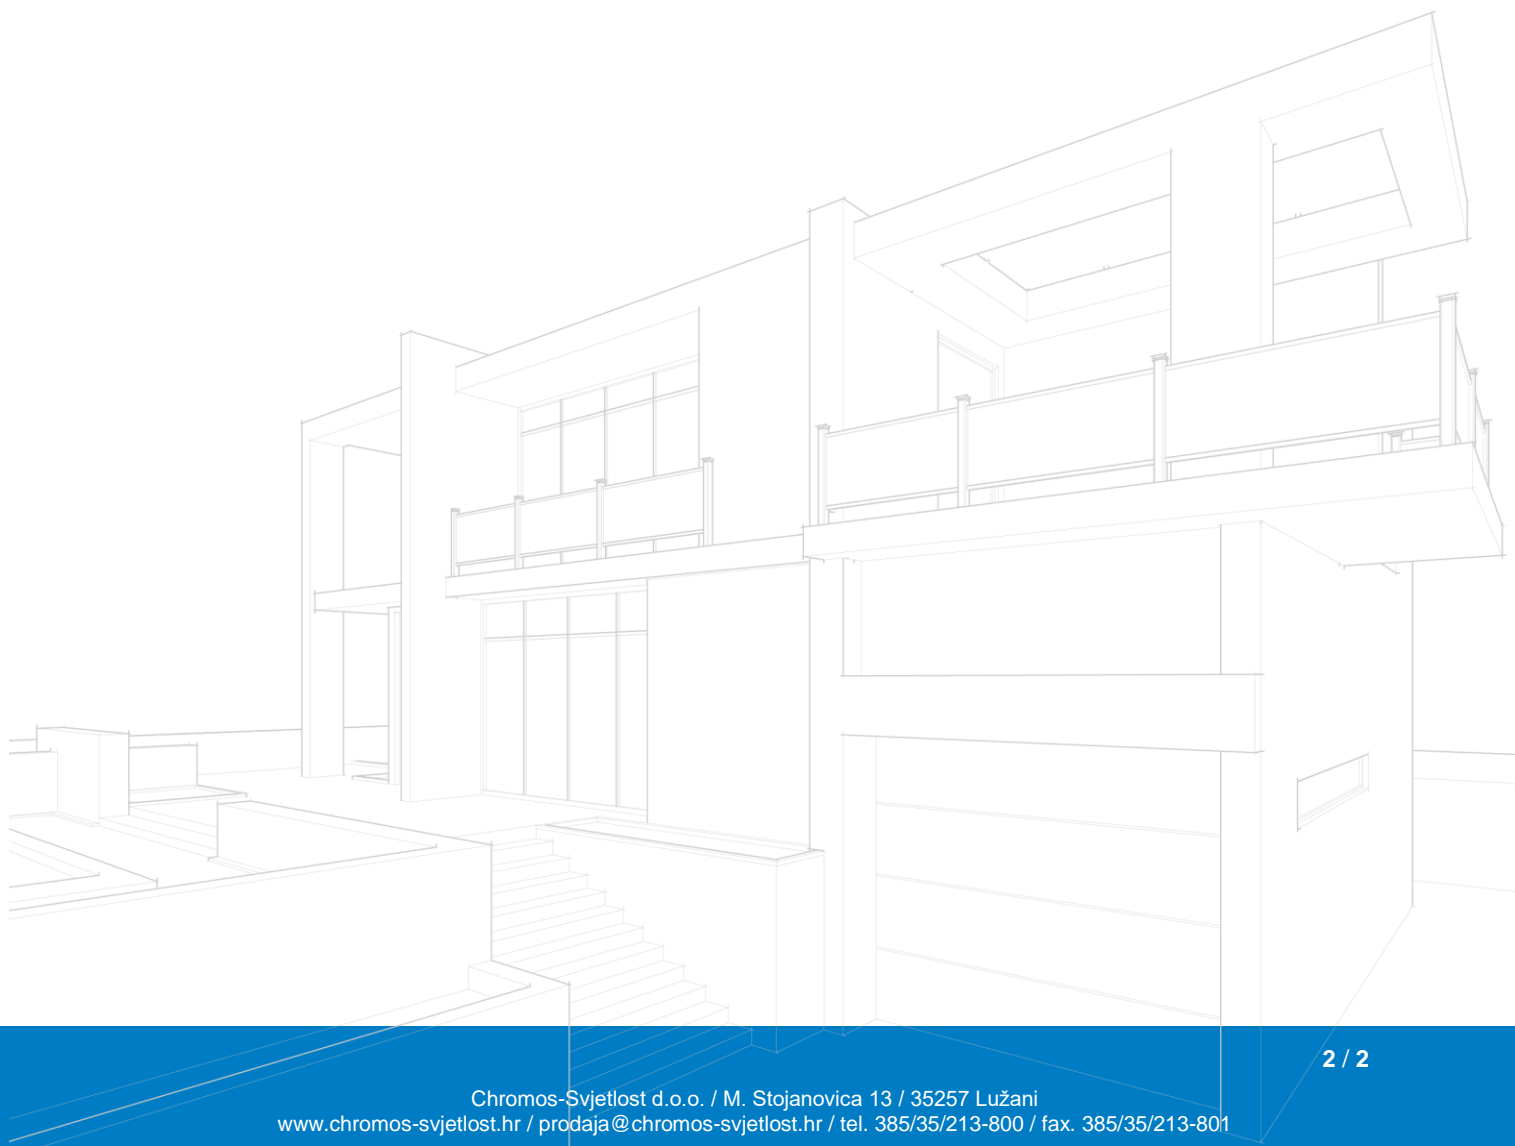 2 / 2
Chromos-Svjetlost d.o.o. / M. Stojanovica 13 / 35257 Lužani
www.chromos-svjetlost.hr / prodaja@chromos-svjetlost.hr / tel. 385/35/213-800 / fax. 385/35/213-801